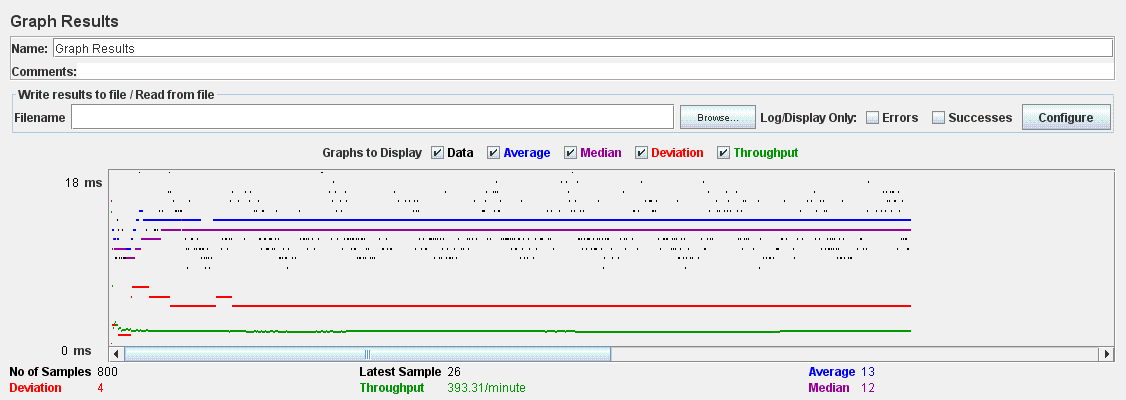 Graph Results
Name: Graph Results
Comments:
Write results to file / Read from file
Filename Browse... Log/Display Only: Errors Successes Configure
Graphs to Display Data Average Median Deviation Throughput
18 ms
0 ms
No of Samples 800 Latest Sample 26 Average 13
Deviation 4 Throughput 393.31/minute Median 12